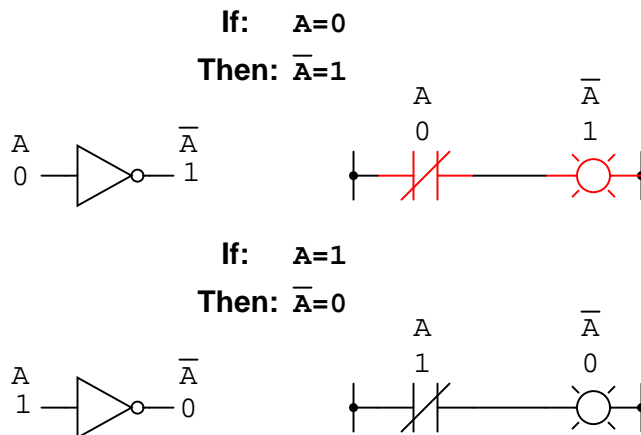 If: A=0
Then: A̅=1
A A̅
0 1
A A̅
0 1
If: A=1
Then: A̅=0
A A̅
1 0
A A̅
1 0